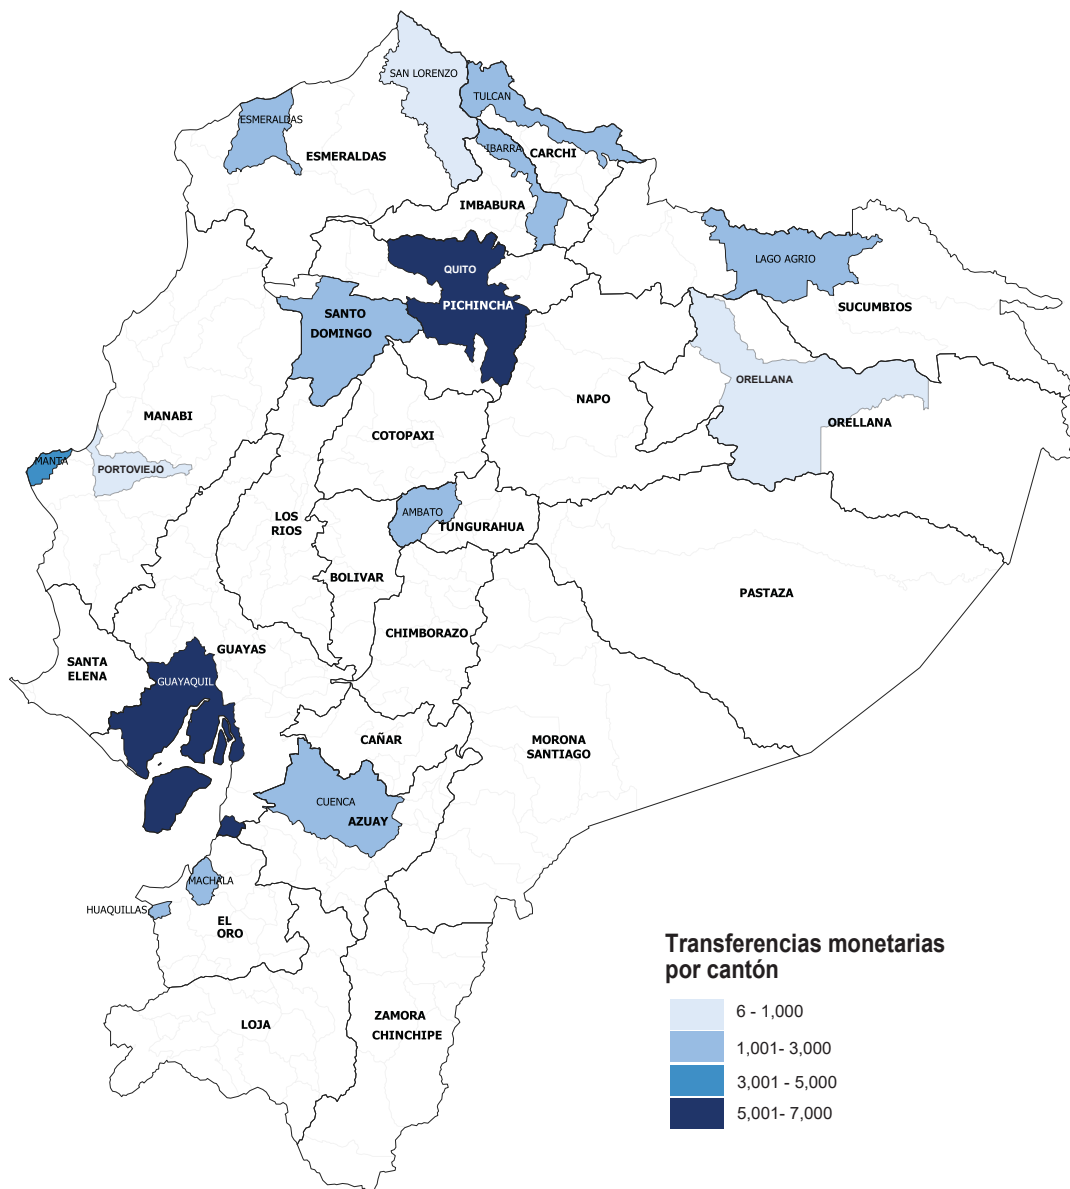 SAN LORENZO
TULCAN
ESMERALDAS
IBARRA
CARCHI
ESMERALDAS
IMBABURA
LAGO AGRIO
QUITO
PICHINCHA
SUCUMBIOS
SANTO
DOMINGO
ORELLANA
NAPO
MANABI
ORELLANA
COTOPAXI
MANTA
PORTOVIEJO
AMBATO
LOS
RIOS
TUNGURAHUA
BOLIVAR
PASTAZA
CHIMBORAZO
GUAYAS
SANTA
ELENA
GUAYAQUIL
CAÑAR
MORONA
SANTIAGO
CUENCA
AZUAY
MACHALA
HUAQUILLAS
EL
ORO
LOJA
ZAMORA
CHINCHIPE
Transferencias monetarias
por cantón
6 - 1,000
1,001- 3,000
3,001 - 5,000
5,001- 7,000